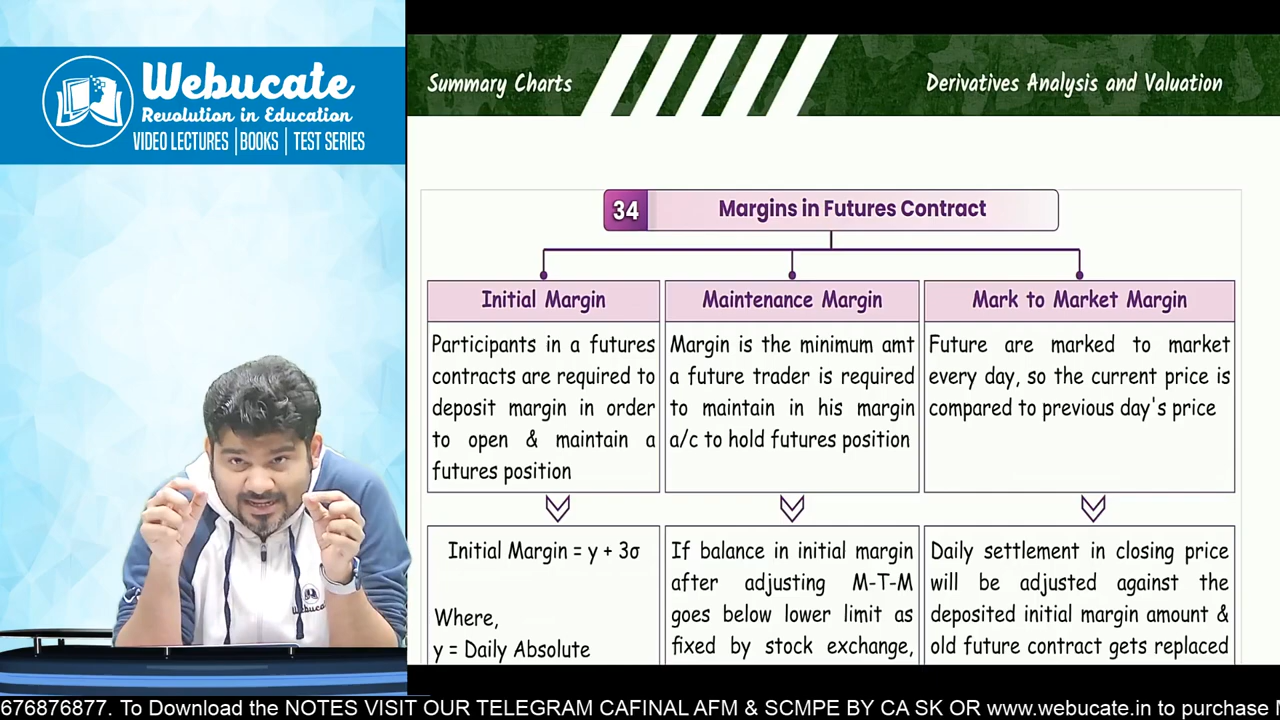 Webucate
Revolution in Education
VIDEO LECTURES | BOOKS | TEST SERIES
Summary Charts
Derivatives Analysis and Valuation
34
Margins in Futures Contract
Initial Margin
Participants in a futures
contracts are required to
deposit margin in order
to open & maintain a
futures position
Initial Margin = y + 3σ
Where,
y = Daily Absolute
Maintenance Margin
Margin is the minimum amt
a future trader is required
to maintain in his margin
a/c to hold futures position
If balance in initial margin
after adjusting M-T-M
goes below lower limit as
fixed by stock exchange,
Mark to Market Margin
Future are marked to market
every day, so the current price is
compared to previous day's price
Daily settlement in closing price
will be adjusted against the
deposited initial margin amount &
old future contract gets replaced
Webuca
676876877. To Download the NOTES VISIT OUR TELEGRAM CAFINAL AFM & SCMPE BY CA SK OR www.webucate.in to purchase